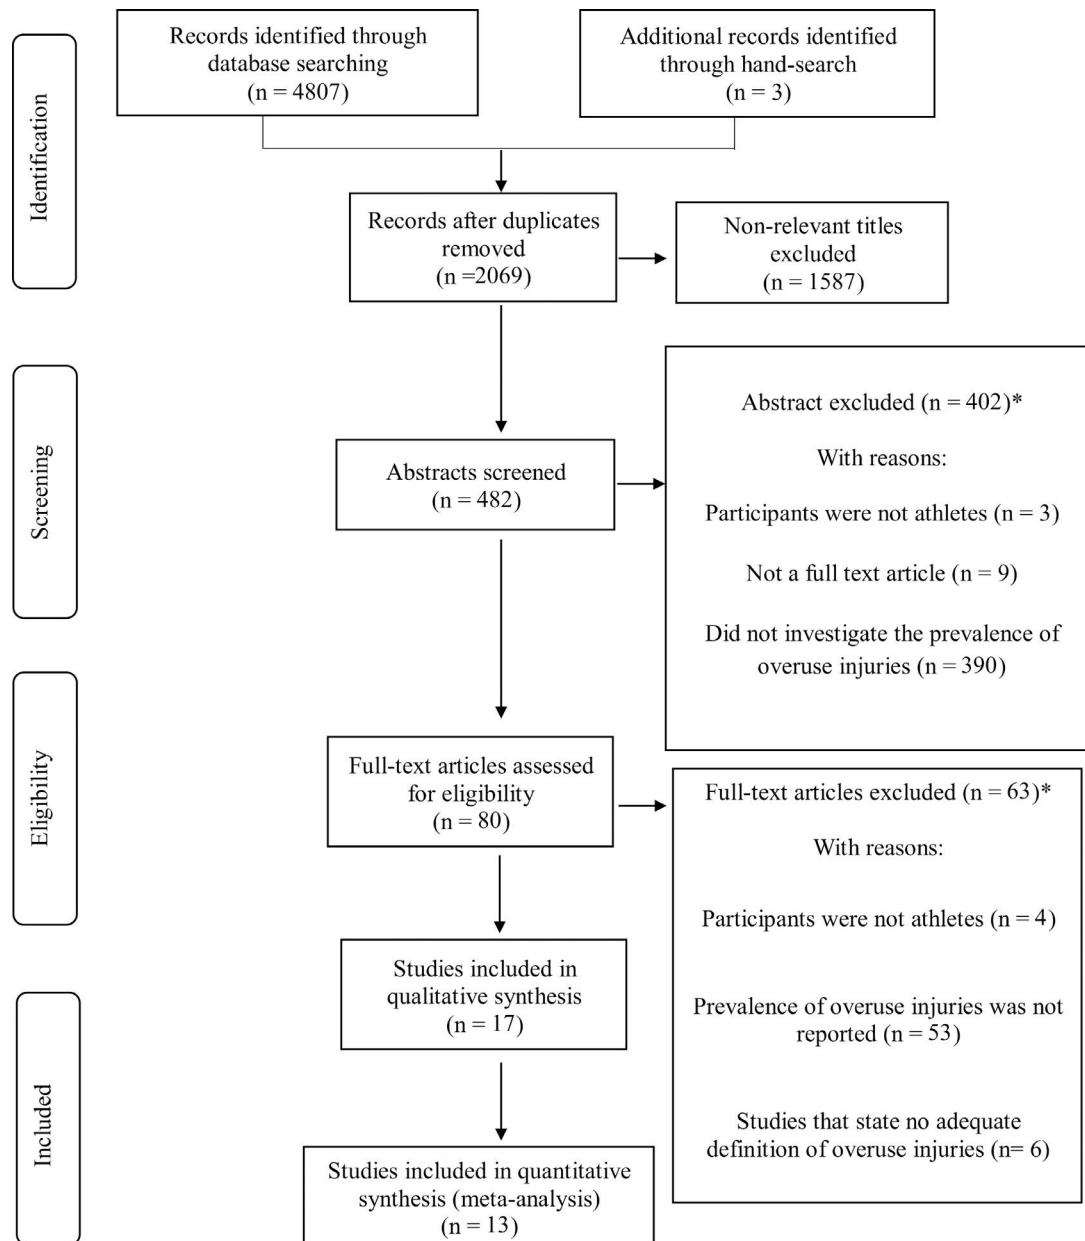 Identification
Records identified through
database searching
(n = 4807)
Additional records identified
through hand-search
(n = 3)
Records after duplicates
removed
(n =2069)
Non-relevant titles
excluded
(n = 1587)
Screening
Abstracts screened
(n = 482)
Abstract excluded (n = 402)*
With reasons:
Participants were not athletes (n = 3)
Not a full text article (n = 9)
Did not investigate the prevalence of
overuse injuries (n = 390)
Eligibility
Full-text articles assessed
for eligibility
(n = 80)
Full-text articles excluded (n = 63)*
With reasons:
Participants were not athletes (n = 4)
Prevalence of overuse injuries was not
reported (n = 53)
Studies that state no adequate
definition of overuse injuries (n= 6)
Included
Studies included in
qualitative synthesis
(n = 17)
Studies included in quantitative
synthesis (meta-analysis)
(n = 13)